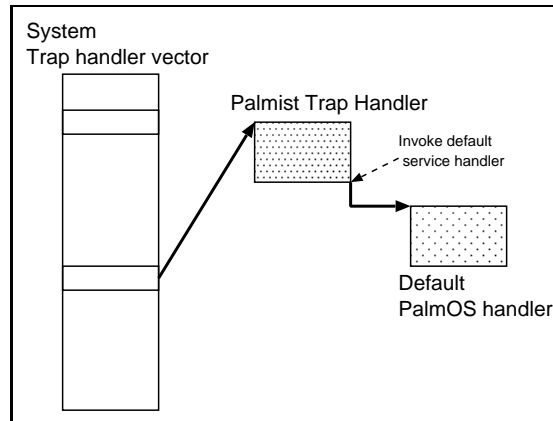 System
Trap handler vector
Palmist Trap Handler
Invoke default
service handler
Default
PalmOS handler